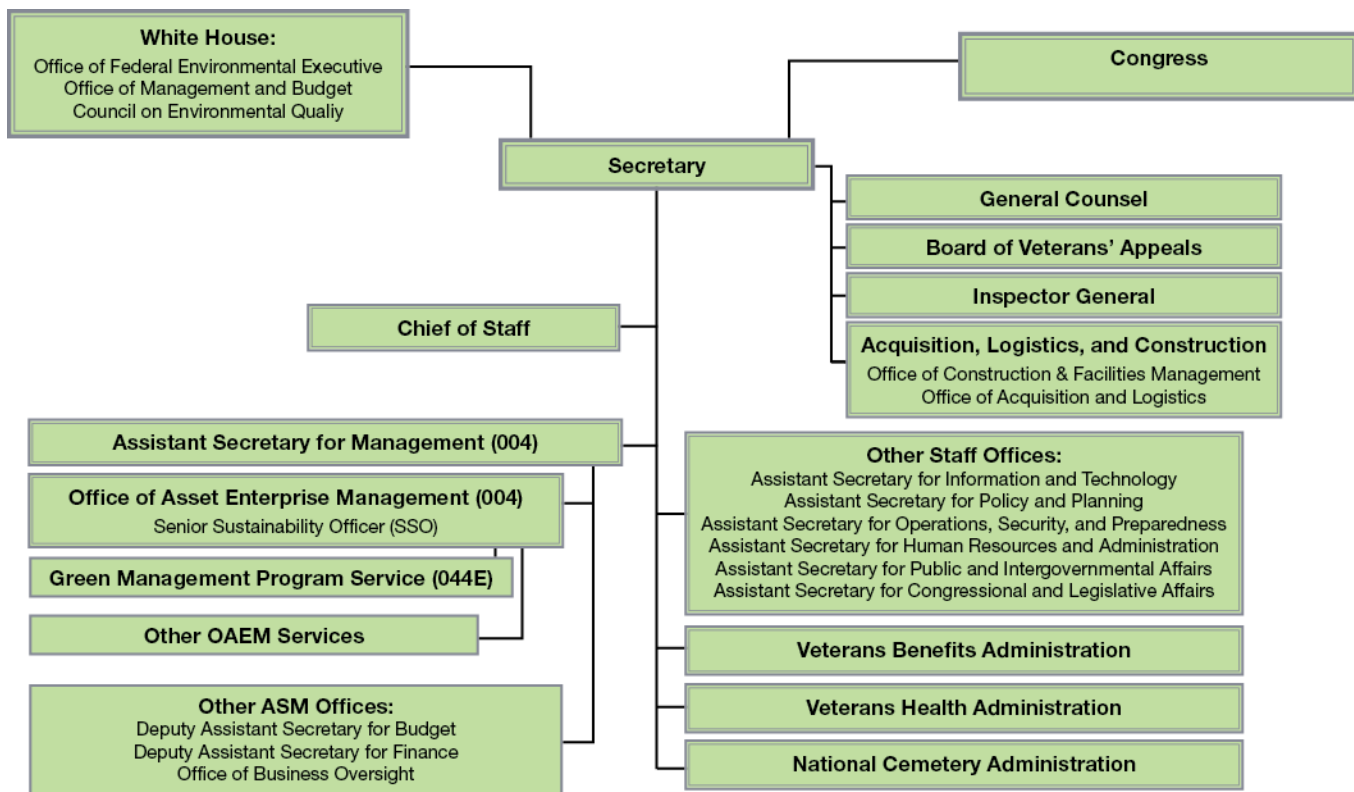 White House:
Office of Federal Environmental Executive
Office of Management and Budget
Council on Environmental Qualiy
Congress
Secretary
General Counsel
Board of Veterans’ Appeals
Inspector General
Acquisition, Logistics, and Construction
Office of Construction & Facilities Management
Office of Acquisition and Logistics
Chief of Staff
Assistant Secretary for Management (004)
Office of Asset Enterprise Management (004)
Senior Sustainability Officer (SSO)
Green Management Program Service (044E)
Other OAEM Services
Other ASM Offices:
Deputy Assistant Secretary for Budget
Deputy Assistant Secretary for Finance
Office of Business Oversight
Other Staff Offices:
Assistant Secretary for Information and Technology
Assistant Secretary for Policy and Planning
Assistant Secretary for Operations, Security, and Preparedness
Assistant Secretary for Human Resources and Administration
Assistant Secretary for Public and Intergovernmental Affairs
Assistant Secretary for Congressional and Legislative Affairs
Veterans Benefits Administration
Veterans Health Administration
National Cemetery Administration